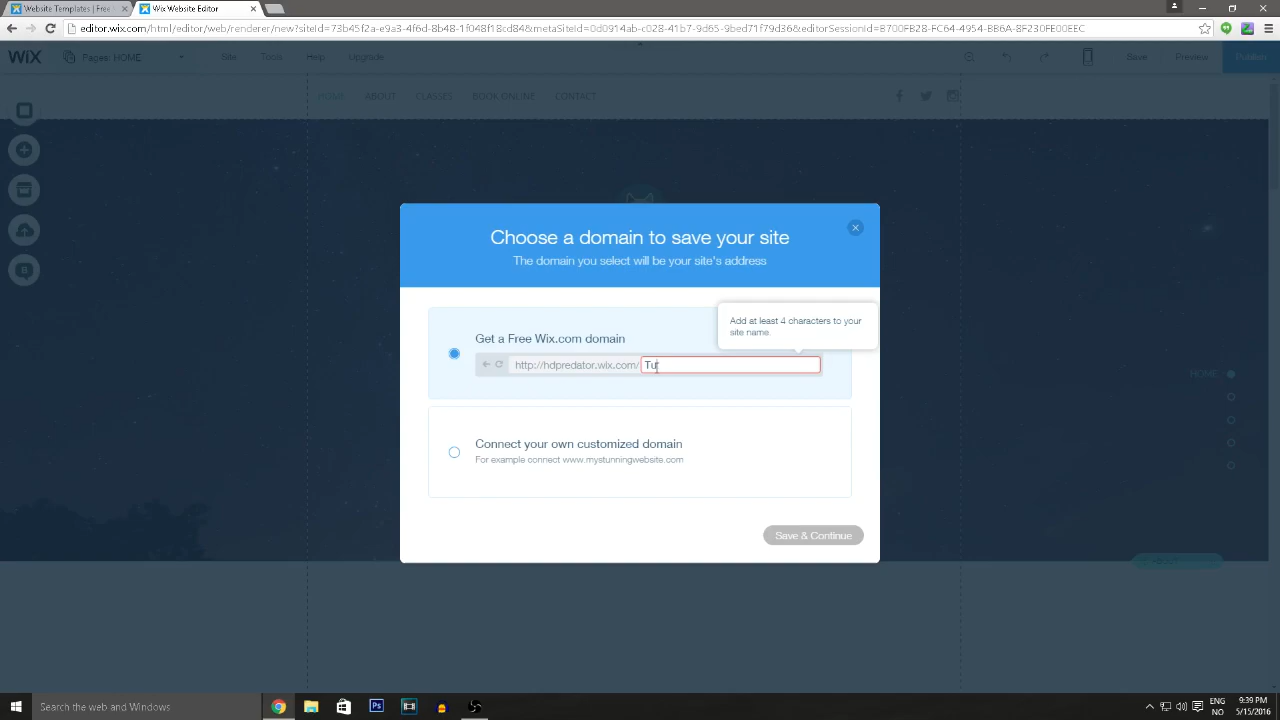 Website Templates | Free
Wix Website Editor
editor.wix.com/html/editor/web/renderer/new?siteId=73b45f2a-e9a3-4f6d-8b48-1f048f18cd84&metaSiteId=0d0914ab-c028-41b7-9d65-9bed71f79d36&editorSessionId=B700FB28-FC64-4954-BB6A-8F230FE00EEC
WiX Pages: HOME Site Tools Help Upgrade Save Preview Publish
HOME ABOUT CLASSES BOOK ONLINE CONTACT
Choose a domain to save your site
The domain you select will be your site's address
Add at least 4 characters to your
site name.
Get a Free Wix.com domain
http://hdpredator.wix.com/ Tu
HOME
Connect your own customized domain
For example connect www.mystunningwebsite.com
Save & Continue
Search the web and Windows
Ps
ENG
NO
9:39 PM
5/15/2016